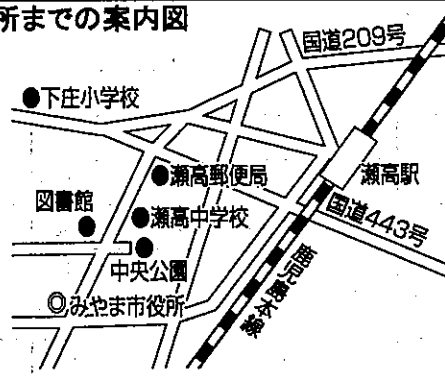 所までの案内図
国道209号
下庄小学校
瀬高郵便局
瀬高駅
図書館
瀬高中学校
国道443号
中央公園
鹿児島本線
みやま市役所